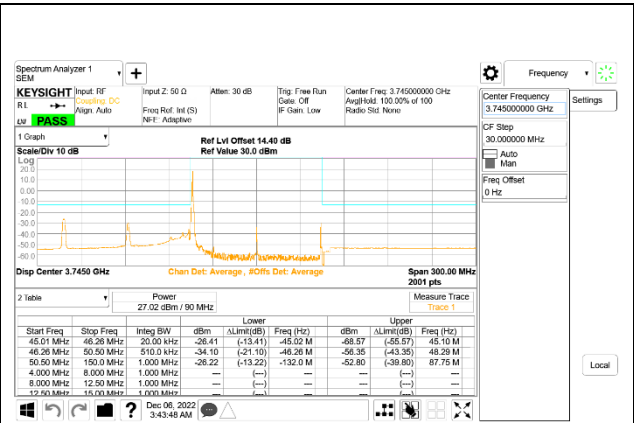 Spectrum Analyzer 1
SEM
Frequency
KEYSIGHT Input: RF Input Z: 50 Ω Atten: 30 dB Trig: Free Run Center Freq: 3.745000000 GHz
R L Coupling: DC Gate: Off Avg|Hold: 100.00% of 100
Align: Auto Freq Ref: Int (S) IF Gain: Low Radio Std: None
NFE: Adaptive
PASS
Center Frequency
3.745000000 GHz
Settings
CF Step
30.000000 MHz
Auto
Man
Freq Offset
0 Hz
Local
1 Graph
Scale/Div 10 dB
Ref Lvl Offset 14.40 dB
Ref Value 30.0 dBm
Log
20.0
10.0
0.00
-10.0
-20.0
-30.0
-40.0
-50.0
-60.0
Disp Center 3.7450 GHz Chan Det: Average , #Offs Det: Average Span 300.00 MHz
2001 pts
2 Table
Power
27.02 dBm / 90 MHz
Measure Trace
Trace 1
Lower Upper
Start Freq Stop Freq Integ BW dBm ΔLimit(dB) Freq (Hz) dBm ΔLimit(dB) Freq (Hz)
45.01 MHz 46.26 MHz 20.00 kHz -26.41 (-13.41) -45.02 M -68.57 (-55.57) 45.10 M
46.26 MHz 50.50 MHz 510.0 kHz -34.10 (-21.10) -46.26 M -56.35 (-43.35) 48.29 M
50.50 MHz 150.0 MHz 1.000 MHz -26.22 (-13.22) -132.0 M -52.80 (-39.80) 87.75 M
4.000 MHz 8.000 MHz 1.000 MHz --- (---) --- (---)
8.000 MHz 12.50 MHz 1.000 MHz --- (---) --- (---)
12.50 MHz 15.00 MHz 1.000 MHz --- (---) --- (---)
?
Dec 06, 2022
3:43:48 AM